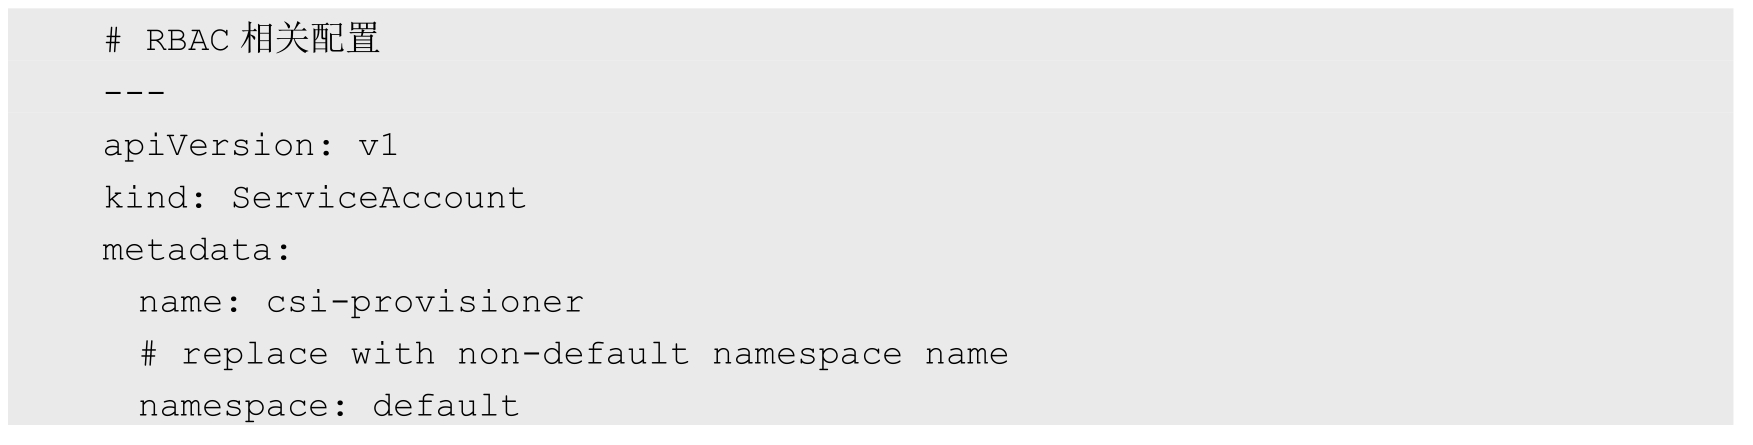 # RBAC 相关配置
---
apiVersion: v1
kind: ServiceAccount
metadata:
  name: csi-provisioner
  # replace with non-default namespace name
  namespace: default